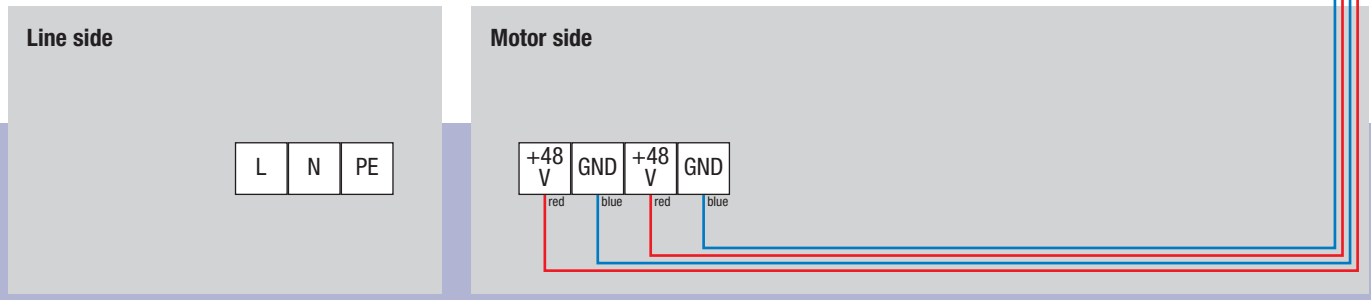 Line side
Motor side
L N PE
+48 V GND +48 V GND
red blue red blue